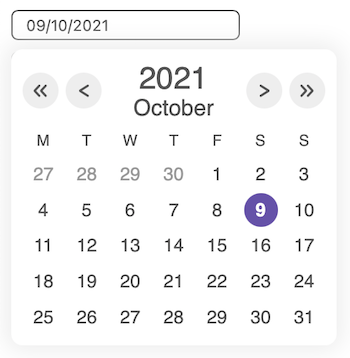 09/10/2021
« < 2021 > »
October
M T W T F S S
27 28 29 30 1 2 3
4 5 6 7 8 9 10
11 12 13 14 15 16 17
18 19 20 21 22 23 24
25 26 27 28 29 30 31